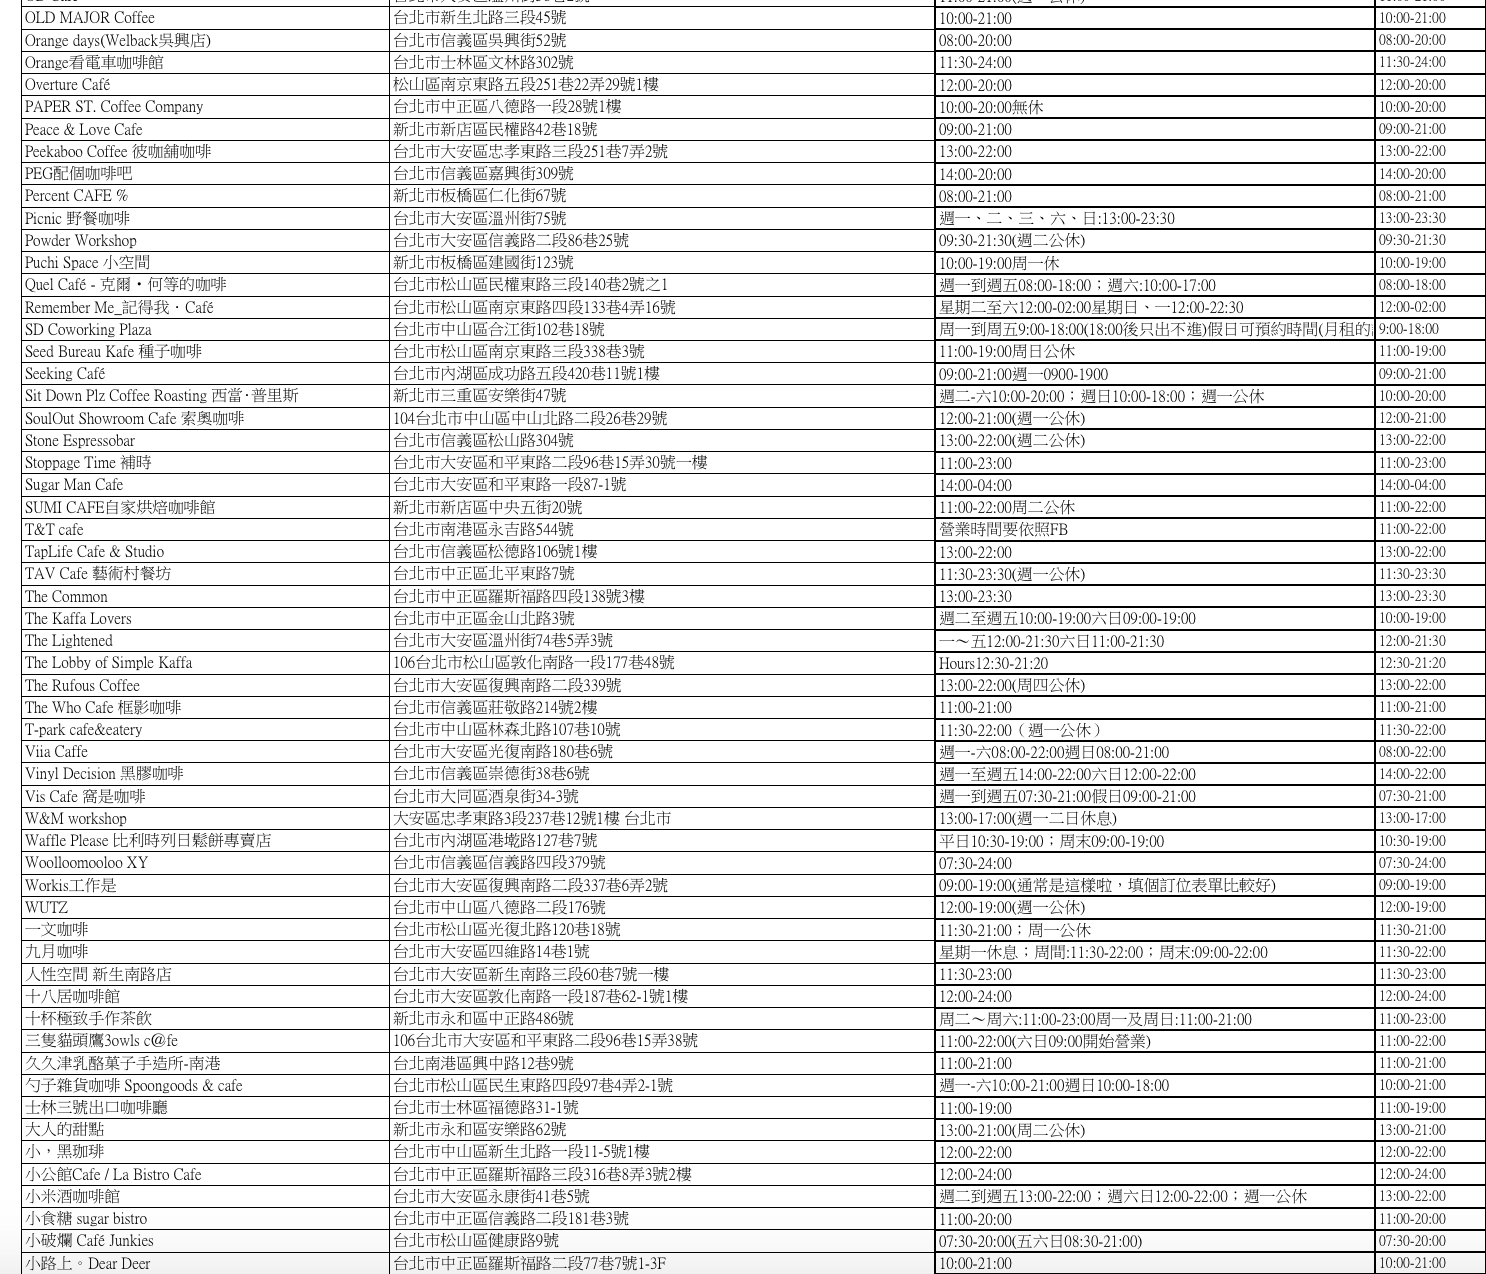 OLD MAJOR Coffee 台北市新生北路三段45號 10:00-21:00 10:00-21:00
Orange days(Welback吳興店) 台北市信義區吳興街52號 08:00-20:00 08:00-20:00
Orange看電車咖啡館 台北市士林區文林路302號 11:30-24:00 11:30-24:00
Overture Café 松山區南京東路五段251巷22弄29號1樓 12:00-20:00 12:00-20:00
PAPER ST. Coffee Company 台北市中正區八德路一段28號1樓 10:00-20:00無休 10:00-20:00
Peace & Love Cafe 新北市新店區民權路42巷18號 09:00-21:00 09:00-21:00
Peekaboo Coffee 彼咖舖咖啡 台北市大安區忠孝東路三段251巷7弄2號 13:00-22:00 13:00-22:00
PEG配個咖啡吧 台北市信義區嘉興街309號 14:00-20:00 14:00-20:00
Percent CAFE % 新北市板橋區仁化街67號 08:00-21:00 08:00-21:00
Picnic 野餐咖啡 台北市大安區溫州街75號 週一、二、三、六、日:13:00-23:30 13:00-23:30
Powder Workshop 台北市大安區信義路二段86巷25號 09:30-21:30(週二公休) 09:30-21:30
Puchi Space 小空間 新北市板橋區建國街123號 10:00-19:00周一休 10:00-19:00
Quel Café - 克爾・何等的咖啡 台北市松山區民權東路三段140巷2號之1 週一到週五08:00-18:00；週六:10:00-17:00 08:00-18:00
Remember Me_記得我．Café 台北市松山區南京東路四段133巷4弄16號 星期二至六12:00-02:00星期日、一12:00-22:30 12:00-02:00
SD Coworking Plaza 台北市中山區合江街102巷18號 周一到周五9:00-18:00(18:00後只出不進)假日可預約時間(月租的 9:00-18:00
Seed Bureau Kafe 種子咖啡 台北市松山區南京東路三段338巷3號 11:00-19:00周日公休 11:00-19:00
Seeking Café 台北市內湖區成功路五段420巷11號1樓 09:00-21:00週一0900-1900 09:00-21:00
Sit Down Plz Coffee Roasting 西當‧普里斯 新北市三重區安樂街47號 週二-六10:00-20:00；週日10:00-18:00；週一公休 10:00-20:00
SoulOut Showroom Cafe 索奧咖啡 104台北市中山區中山北路二段26巷29號 12:00-21:00(週一公休) 12:00-21:00
Stone Espressobar 台北市信義區松山路304號 13:00-22:00(週二公休) 13:00-22:00
Stoppage Time 補時 台北市大安區和平東路二段96巷15弄30號一樓 11:00-23:00 11:00-23:00
Sugar Man Cafe 台北市大安區和平東路一段87-1號 14:00-04:00 14:00-04:00
SUMI CAFE自家烘焙咖啡館 新北市新店區中央五街20號 11:00-22:00周二公休 11:00-22:00
T&T cafe 台北市南港區永吉路544號 營業時間要依照FB 11:00-22:00
TapLife Cafe & Studio 台北市信義區松德路106號1樓 13:00-22:00 13:00-22:00
TAV Cafe 藝術村餐坊 台北市中正區北平東路7號 11:30-23:30(週一公休) 11:30-23:30
The Common 台北市中正區羅斯福路四段138號3樓 13:00-23:30 13:00-23:30
The Kaffa Lovers 台北市中正區金山北路3號 週二至週五10:00-19:00六日09:00-19:00 10:00-19:00
The Lightened 台北市大安區溫州街74巷5弄3號 一～五12:00-21:30六日11:00-21:30 12:00-21:30
The Lobby of Simple Kaffa 106台北市松山區敦化南路一段177巷48號 Hours12:30-21:20 12:30-21:20
The Rufous Coffee 台北市大安區復興南路二段339號 13:00-22:00(周四公休) 13:00-22:00
The Who Cafe 框影咖啡 台北市信義區莊敬路214號2樓 11:00-21:00 11:00-21:00
T-park cafe&eatery 台北市中山區林森北路107巷10號 11:30-22:00（週一公休） 11:30-22:00
Viia Caffe 台北市大安區光復南路180巷6號 週一-六08:00-22:00週日08:00-21:00 08:00-22:00
Vinyl Decision 黑膠咖啡 台北市信義區崇德街38巷6號 週一至週五14:00-22:00六日12:00-22:00 14:00-22:00
Vis Cafe 窩是咖啡 台北市大同區酒泉街34-3號 週一到週五07:30-21:00假日09:00-21:00 07:30-21:00
W&M workshop 大安區忠孝東路3段237巷12號1樓 台北市 13:00-17:00(週一二日休息) 13:00-17:00
Waffle Please 比利時列日鬆餅專賣店 台北市內湖區港墘路127巷7號 平日10:30-19:00；周末09:00-19:00 10:30-19:00
Woolloomooloo XY 台北市信義區信義路四段379號 07:30-24:00 07:30-24:00
Workis工作是 台北市大安區復興南路二段337巷6弄2號 09:00-19:00(通常是這樣啦，填個訂位表單比較好) 09:00-19:00
WUTZ 台北市中山區八德路二段176號 12:00-19:00(週一公休) 12:00-19:00
一文咖啡 台北市松山區光復北路120巷18號 11:30-21:00；周一公休 11:30-21:00
九月咖啡 台北市大安區四維路14巷1號 星期一休息；周間:11:30-22:00；周末:09:00-22:00 11:30-22:00
人性空間 新生南路店 台北市大安區新生南路三段60巷7號一樓 11:30-23:00 11:30-23:00
十八居咖啡館 台北市大安區敦化南路一段187巷62-1號1樓 12:00-24:00 12:00-24:00
十杯極致手作茶飲 新北市永和區中正路486號 周二～周六:11:00-23:00周一及周日:11:00-21:00 11:00-23:00
三隻貓頭鷹3owls c@fe 106台北市大安區和平東路二段96巷15弄38號 11:00-22:00(六日09:00開始營業) 11:00-22:00
久久津乳酪菓子手造所-南港 台北南港區興中路12巷9號 11:00-21:00 11:00-21:00
勺子雜貨咖啡 Spoongoods & cafe 台北市松山區民生東路四段97巷4弄2-1號 週一-六10:00-21:00週日10:00-18:00 10:00-21:00
士林三號出口咖啡廳 台北市士林區福德路31-1號 11:00-19:00 11:00-19:00
大人的甜點 新北市永和區安樂路62號 13:00-21:00(周二公休) 13:00-21:00
小，黑珈琲 台北市中山區新生北路一段11-5號1樓 12:00-22:00 12:00-22:00
小公館Cafe / La Bistro Cafe 台北市中正區羅斯福路三段316巷8弄3號2樓 12:00-24:00 12:00-24:00
小米酒咖啡館 台北市大安區永康街41巷5號 週二到週五13:00-22:00；週六日12:00-22:00；週一公休 13:00-22:00
小食糖 sugar bistro 台北市中正區信義路二段181巷3號 11:00-20:00 11:00-20:00
小破爛 Café Junkies 台北市松山區健康路9號 07:30-20:00(五六日08:30-21:00) 07:30-20:00
小路上。Dear Deer 台北市中正區羅斯福路二段77巷7號1-3F 10:00-21:00 10:00-21:00